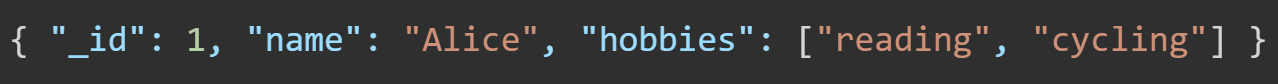 { "_id": 1, "name": "Alice", "hobbies": ["reading", "cycling"] }